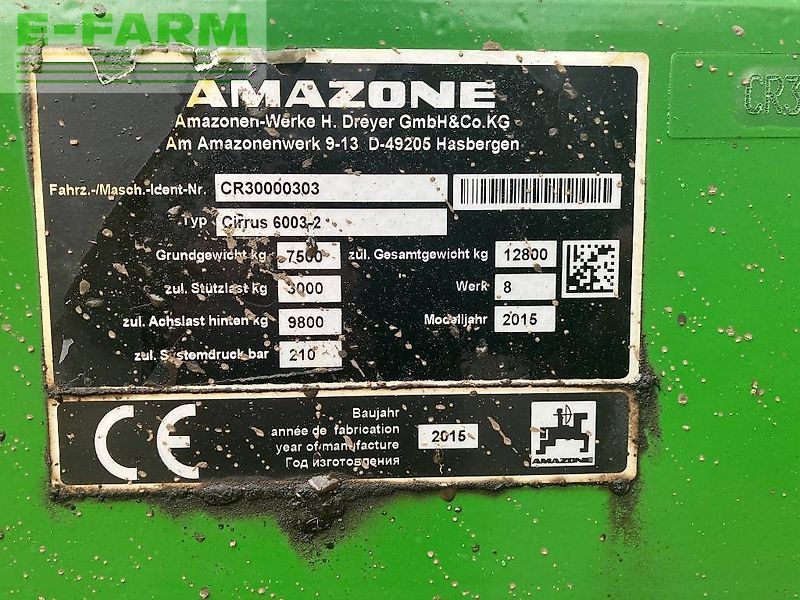 E-FARM
AMAZONE
Amazonen-Werke H. Dreyer GmbH&Co.KG
Am Amazonenwerk 9-13 D-49205 Hasbergen
Fahrz.-/Masch.-Ident-Nr. CR30000303
Typ Cirrus 6003-2
Grundgewicht kg 7500 zul. Gesamtgewicht kg 12800
zul. Stützlast kg 3000 Werk 8
zul. Achslast hinten kg 9800 Modelljahr 2015
zul. Systemdruck bar 210
CE
Baujahr
année de fabrication
year of manufacture
Год изготовления
2015
AMAZONE
CR3